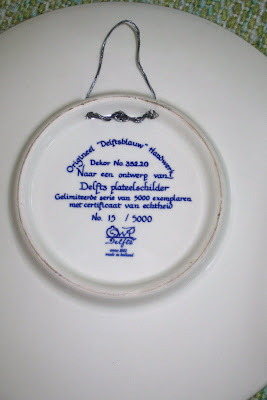 Origineel "Delftsblauw" Handwerk
Dekor No. 352.20
Naar een ontwerp van
Delfts plateelschilder
Gelimiteerde serie van 5000 exemplaren
met certificaat van echtheid
No. 15 / 5000
Delfts
made in holland